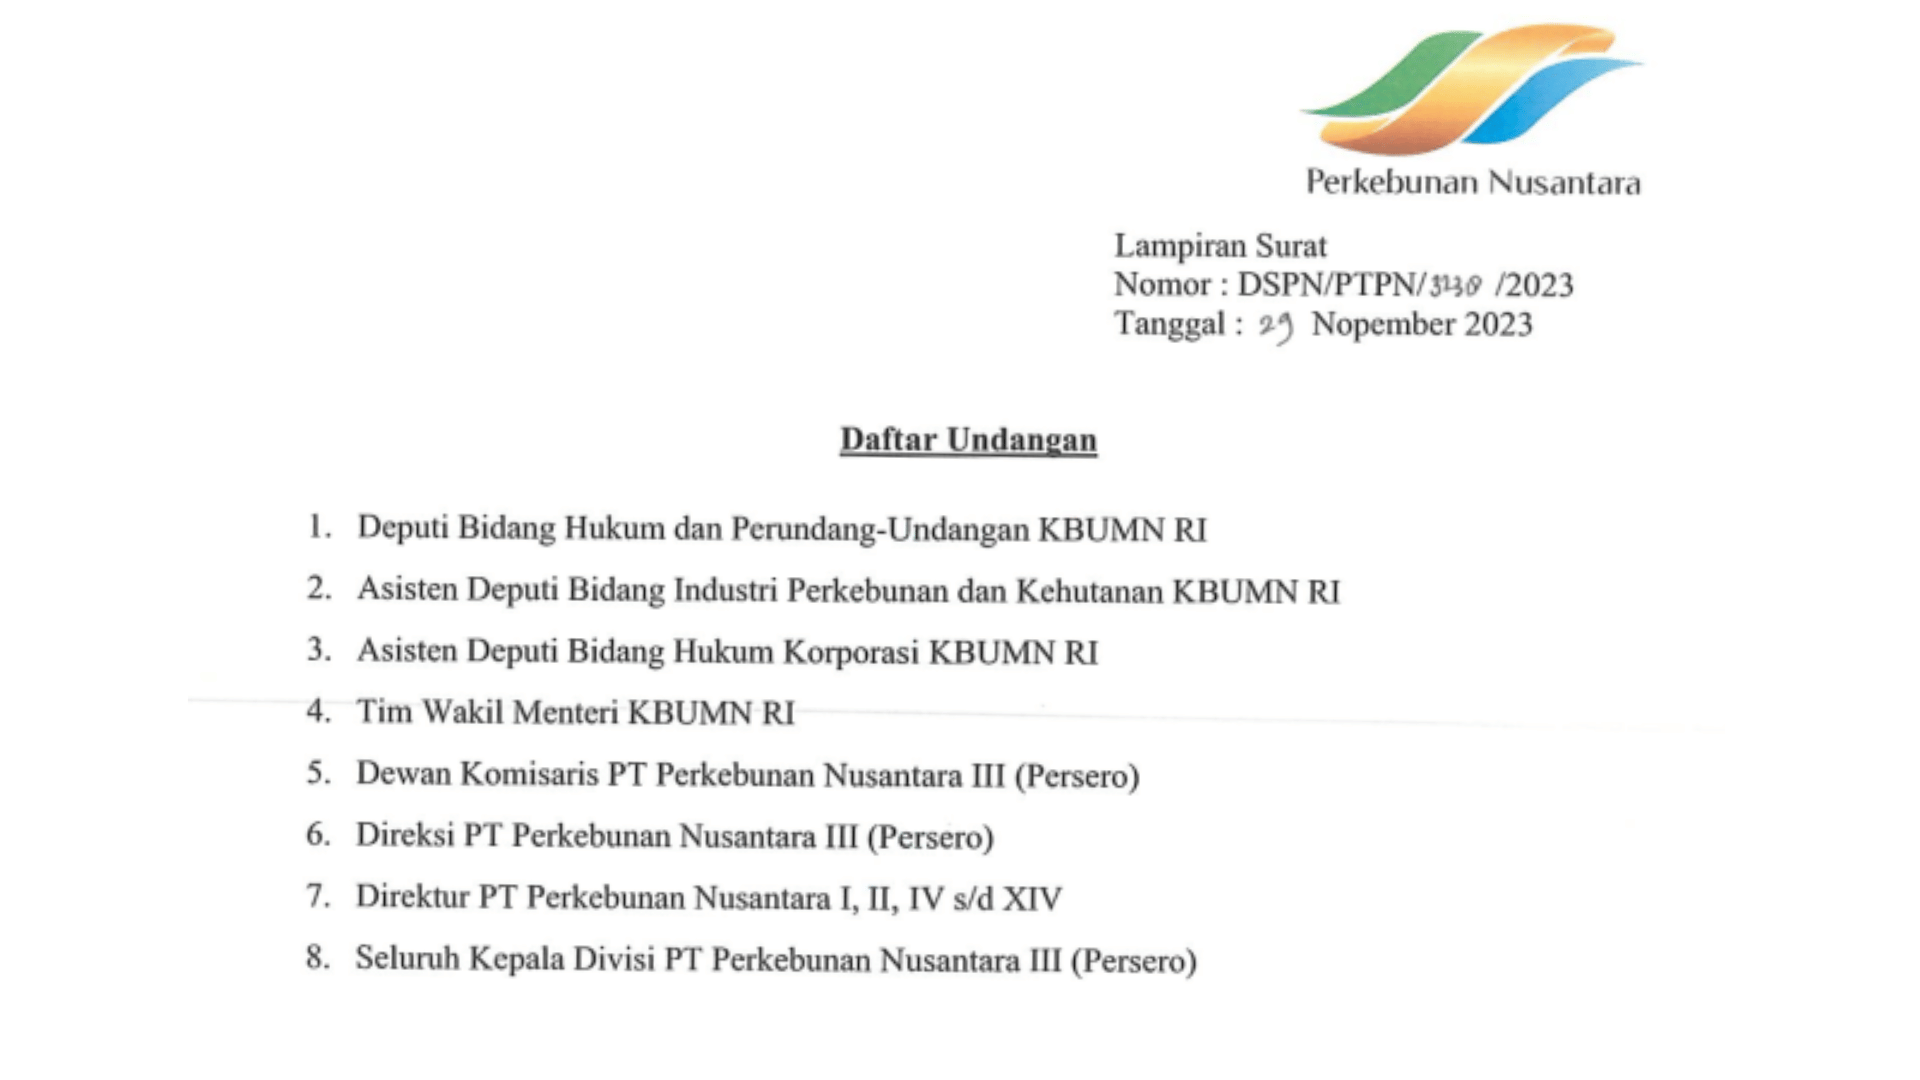 Perkebunan Nusantara
Lampiran Surat
Nomor : DSPN/PTPN/ /2023
Tanggal : 29 Nopember 2023
Daftar Undangan
1. Deputi Bidang Hukum dan Perundang-Undangan KBUMN RI
2. Asisten Deputi Bidang Industri Perkebunan dan Kehutanan KBUMN RI
3. Asisten Deputi Bidang Hukum Korporasi KBUMN RI
4. Tim Wakil Menteri KBUMN RI
5. Dewan Komisaris PT Perkebunan Nusantara III (Persero)
6. Direksi PT Perkebunan Nusantara III (Persero)
7. Direktur PT Perkebunan Nusantara I, II, IV s/d XIV
8. Seluruh Kepala Divisi PT Perkebunan Nusantara III (Persero)